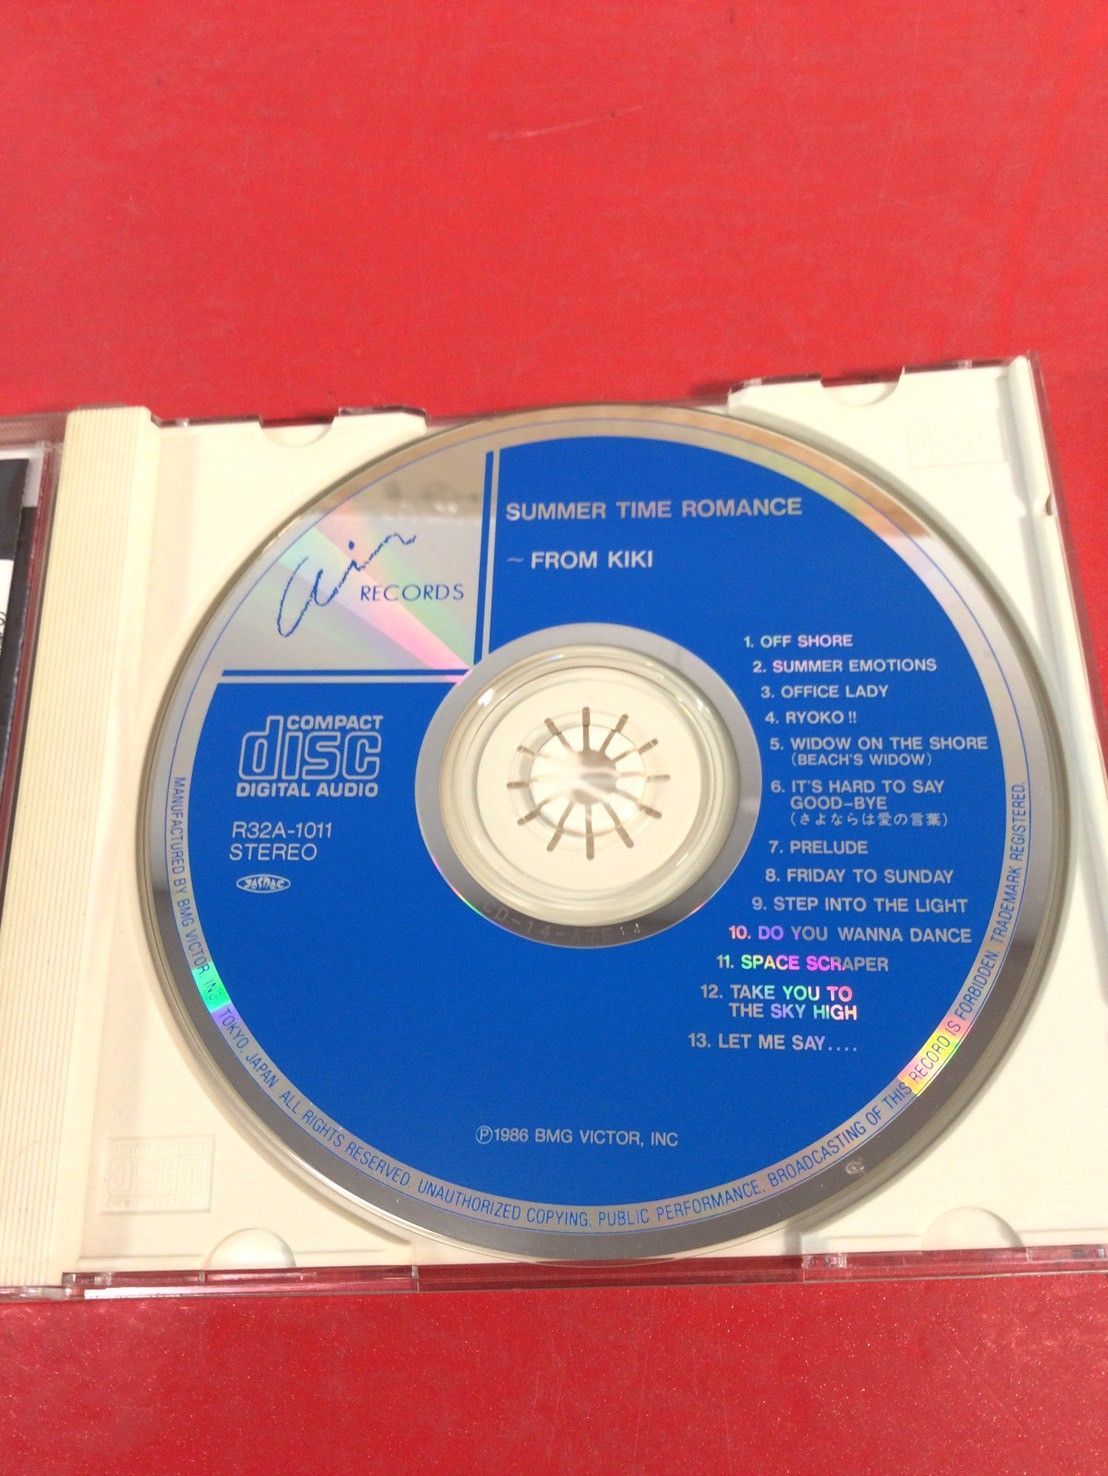 SUMMER TIME ROMANCE
~ FROM KIKI
Air
RECORDS
COMPACT
disc
DIGITAL AUDIO
R32A-1011
STEREO
1. OFF SHORE
2. SUMMER EMOTIONS
3. OFFICE LADY
4. RYOKO!!
5. WIDOW ON THE SHORE
(BEACH'S WIDOW)
6. IT'S HARD TO SAY
GOOD-BYE
(さよならは愛の言葉)
7. PRELUDE
8. FRIDAY TO SUNDAY
9. STEP INTO THE LIGHT
10. DO YOU WANNA DANCE
11. SPACE SCRAPER
12. TAKE YOU TO
THE SKY HIGH
13. LET ME SAY....
Ⓟ1986 BMG VICTOR, INC
MANUFACTURED BY BMG VICTOR, INC. TOKYO, JAPAN. ALL RIGHTS RESERVED. UNAUTHORIZED COPYING, PUBLIC PERFORMANCE, BROADCASTING OF THIS RECORD IS FORBIDDEN. TRADEMARK REGISTERED.